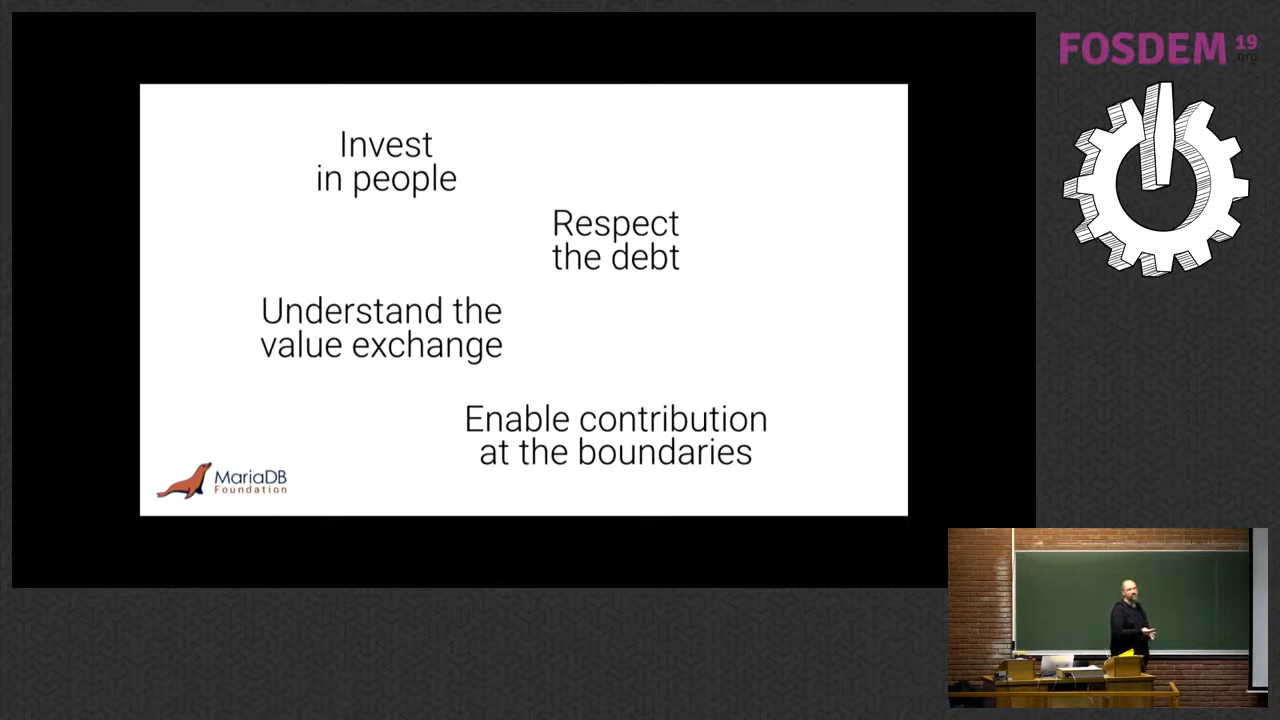 FOSDEM 19
.org
Invest
in people
Respect
the debt
Understand the
value exchange
Enable contribution
at the boundaries
MariaDB
Foundation